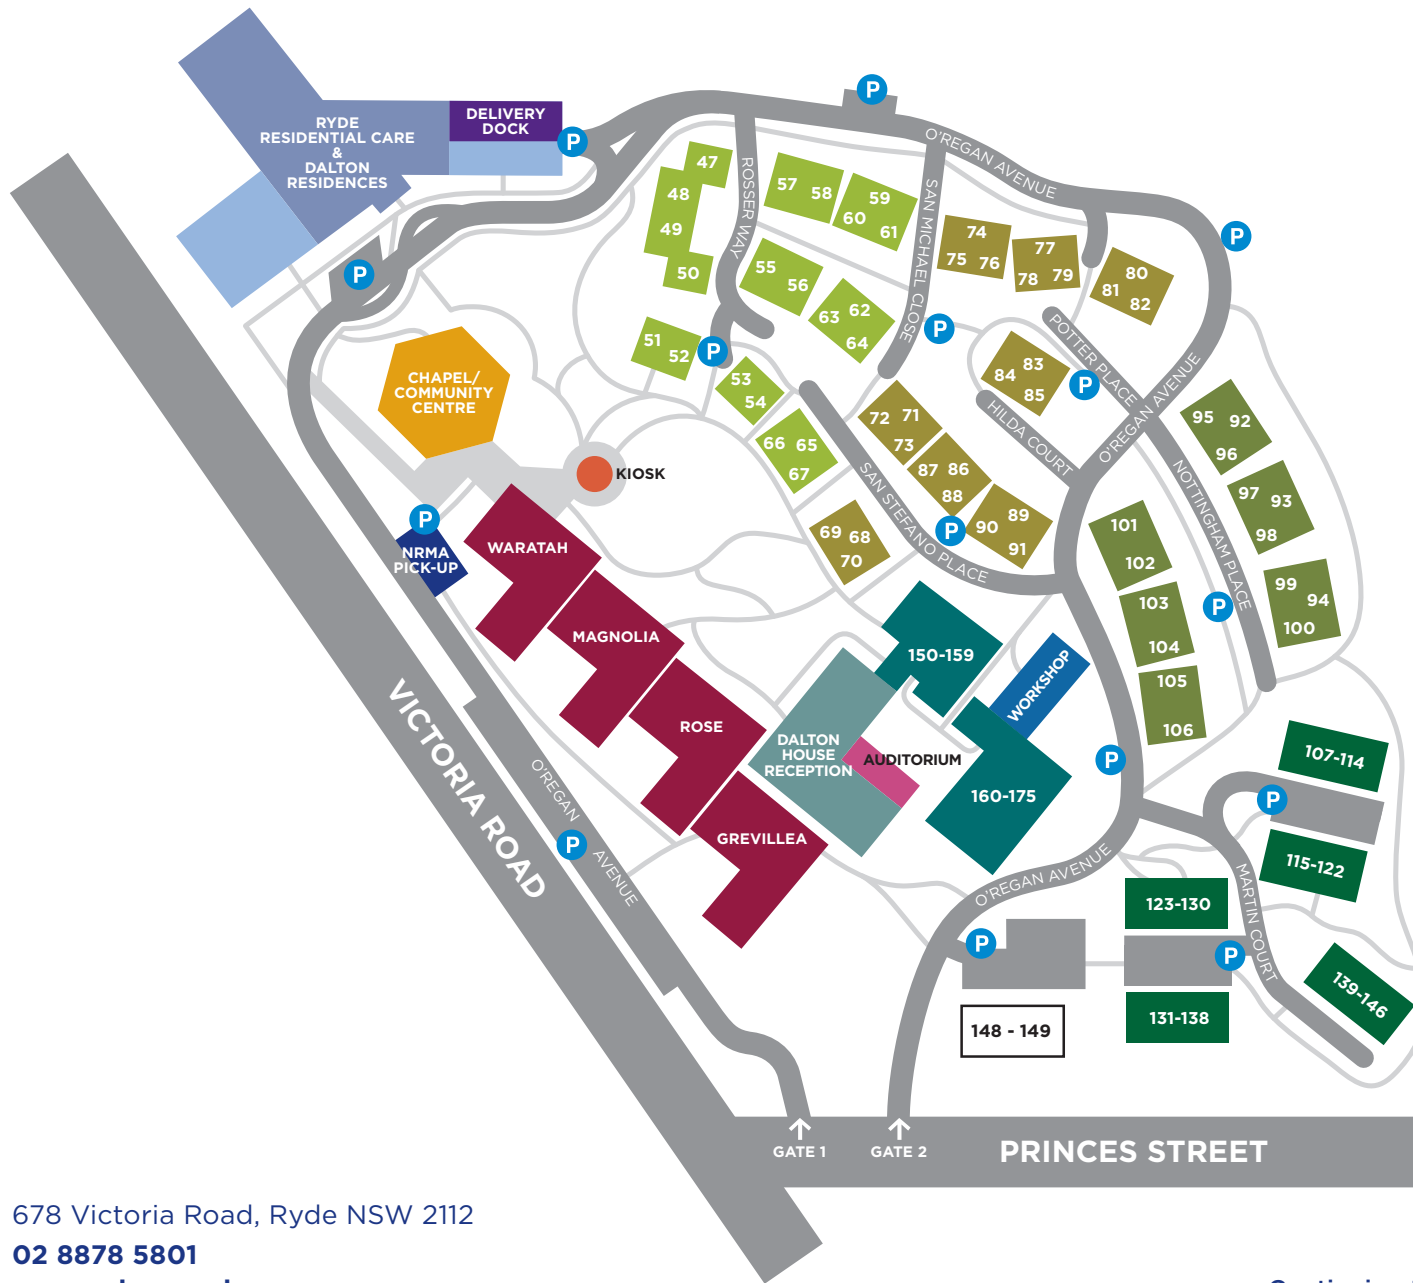 RYDE
RESIDENTIAL CARE
&
DALTON
RESIDENCES
DELIVERY
DOCK
P
P
P
O'REGAN AVENUE
P
47
48
49
50
ROSSER WAY
57 58
59
60
61
SAN MICHAEL CLOSE
74
75 76
77
78 79
80
81
82
55
56
63 62
64
P
51
52
P
53
54
POTTER PLACE
83
84
85
P
HILDA COURT
O'REGAN AVENUE
CHAPEL/
COMMUNITY
CENTRE
KIOSK
66 65
67
72 71
73
87 86
88
89
90
91
P
SAN STEFANO PLACE
69 68
70
95 92
96
97 93
98
99
94
100
NOTTINGHAM PLACE
P
101
102
103
104
105
106
P
NRMA
PICK-UP
WARATAH
MAGNOLIA
ROSE
GREVILLEA
150-159
WORKSHOP
DALTON
HOUSE
RECEPTION
AUDITORIUM
160-175
P
107-114
P
115-122
MARTIN COURT
123-130
P
131-138
139-146
O'REGAN AVENUE
P
148 - 149
VICTORIA ROAD
O'REGAN
P
AVENUE
GATE 1
GATE 2
PRINCES STREET
678 Victoria Road, Ryde NSW 2112
02 8878 5801